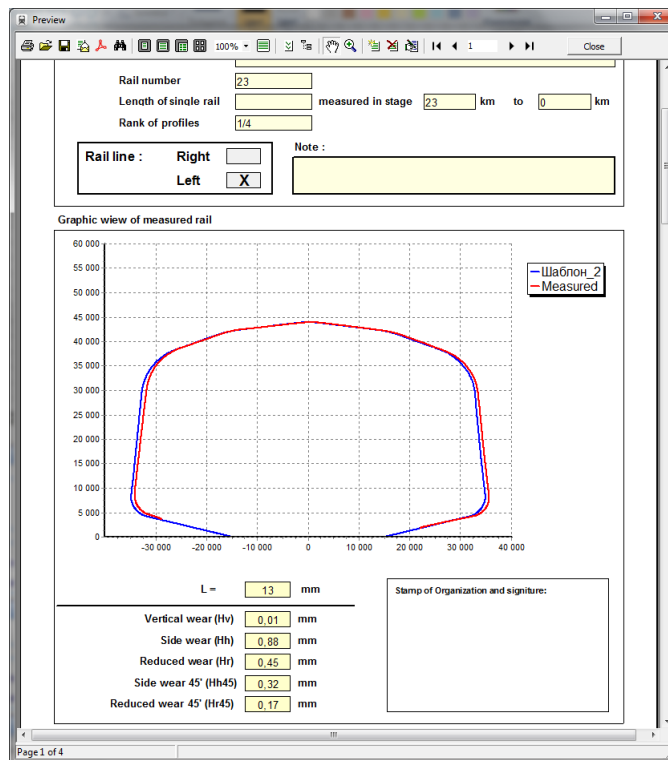 Preview
100%
1
Close
Rail number 23
Length of single rail measured in stage 23 km to 0 km
Rank of profiles 1/4
Rail line : Right
Left X
Note :
Graphic wiew of measured rail
60 000
55 000
50 000
45 000
40 000
35 000
30 000
25 000
20 000
15 000
10 000
5 000
0
-30 000 -20 000 -10 000 0 10 000 20 000 30 000 40 000
Шаблон_2
Measured
L = 13 mm
Vertical wear (Hv) 0,01 mm
Side wear (Hh) 0,88 mm
Reduced wear (Hr) 0,45 mm
Side wear 45' (Hh45) 0,32 mm
Reduced wear 45' (Hr45) 0,17 mm
Stamp of Organization and signiture:
Page 1 of 4